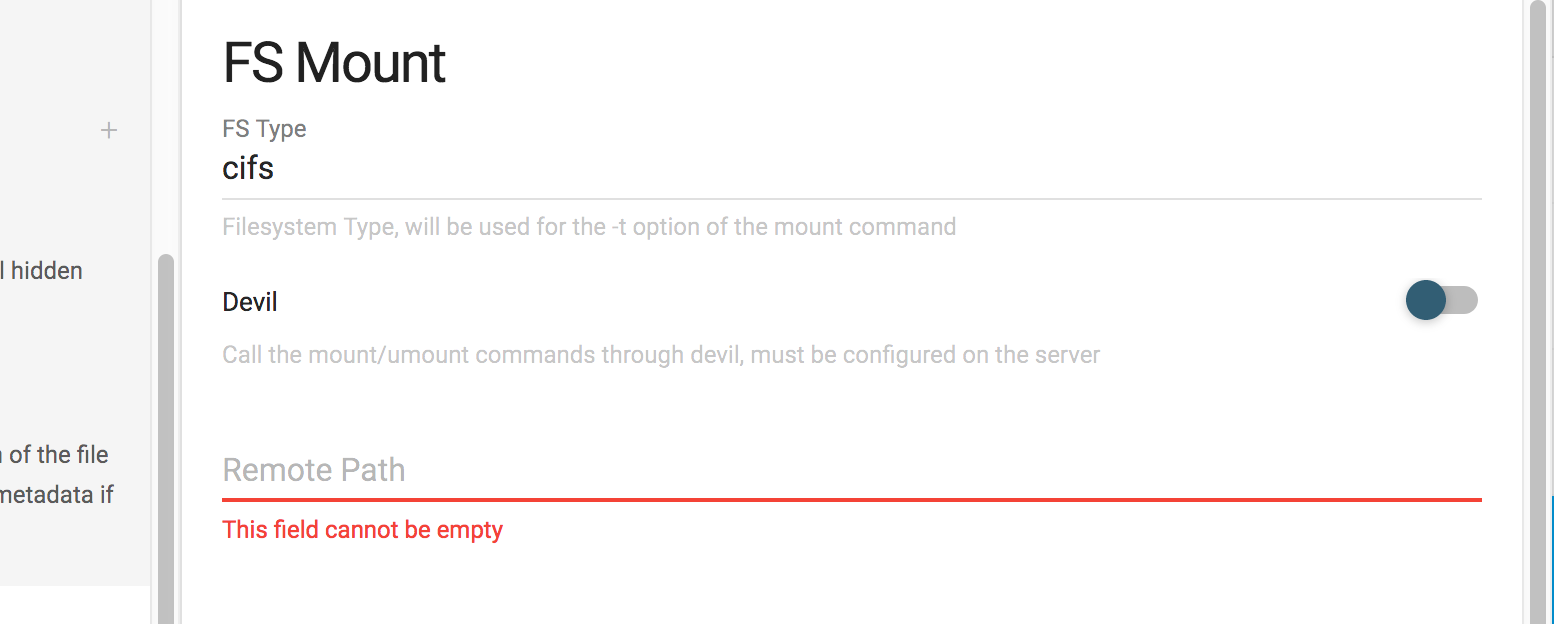 FS Mount
FS Type
+
cifs
Filesystem Type, will be used for the -t option of the mount command
hidden
Devil
Call the mount/umount commands through devil, must be configured on the server
of the file
Remote Path
metadata if
This field cannot be empty